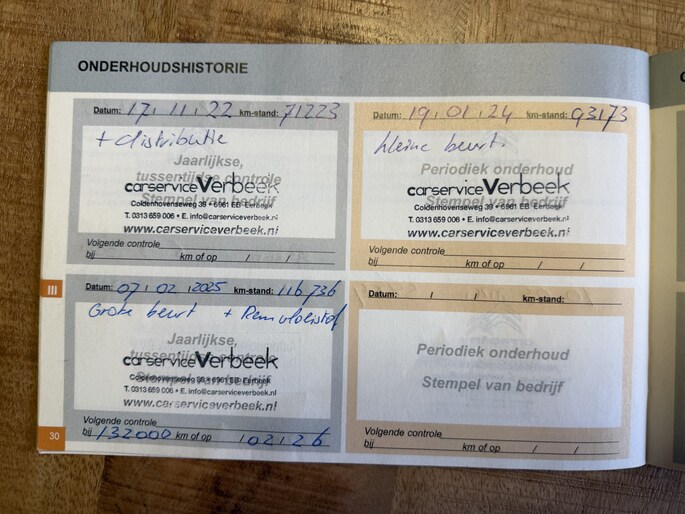 ONDERHOUDSHISTORIE
Datum: 17.11.22 km-stand: 71223
+ distributie
Jaarlijkse,
tussentijdse controle
Stempel van bedrijf
carservice Verbeek
Coldenhovenseweg 39 • 6961 EB Eerbeek
T. 0313 659 006 • E. info@carserviceverbeek.nl
www.carserviceverbeek.nl
Volgende controle
bij km of op / /
Datum: 19.01.24 km-stand: 93173
kleine beurt.
Periodiek onderhoud
Stempel van bedrijf
carservice Verbeek
Coldenhovenseweg 39 • 6961 EB Eerbeek
T. 0313 659 006 • E. info@carserviceverbeek.nl
www.carserviceverbeek.nl
Volgende controle
bij km of op / /
III
Datum: 07.02.2025 km-stand: 116.736
Grote beurt + Remvloeistof
Jaarlijkse,
tussentijdse controle
Stempel van bedrijf
carservice Verbeek
Coldenhovenseweg 39 • 6961 EB Eerbeek
T. 0313 659 006 • E. info@carserviceverbeek.nl
www.carserviceverbeek.nl
Volgende controle
bij 132000 km of op 02/26
Datum: / / km-stand:
Periodiek onderhoud
Stempel van bedrijf
Volgende controle
bij km of op / /
30